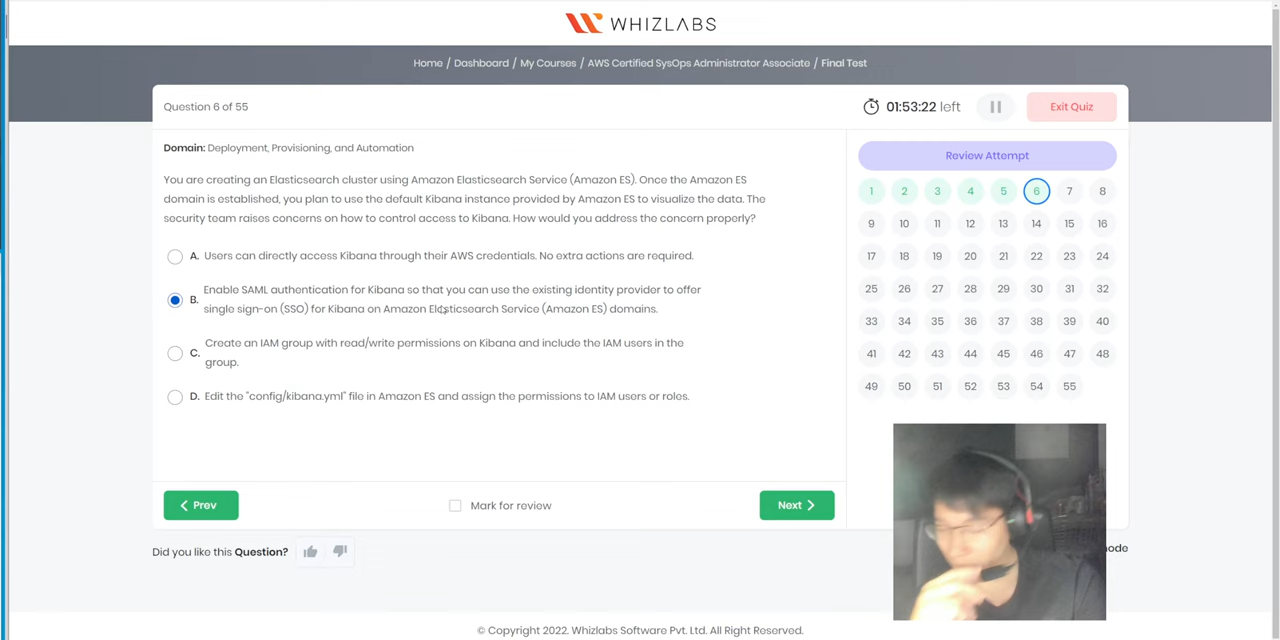 WHIZLABS
Home / Dashboard / My Courses / AWS Certified SysOps Administrator Associate / Final Test
Question 6 of 55
01:53:22 left
Exit Quiz
Domain: Deployment, Provisioning, and Automation
You are creating an Elasticsearch cluster using Amazon Elasticsearch Service (Amazon ES). Once the Amazon ES
domain is established, you plan to use the default Kibana instance provided by Amazon ES to visualize the data. The
security team raises concerns on how to control access to Kibana. How would you address the concern properly?
A. Users can directly access Kibana through their AWS credentials. No extra actions are required.
B. Enable SAML authentication for Kibana so that you can use the existing identity provider to offer
single sign-on (SSO) for Kibana on Amazon Elasticsearch Service (Amazon ES) domains.
C. Create an IAM group with read/write permissions on Kibana and include the IAM users in the
group.
D. Edit the "config/kibana.yml" file in Amazon ES and assign the permissions to IAM users or roles.
Prev
Mark for review
Next
Review Attempt
1 2 3 4 5 6 7 8
9 10 11 12 13 14 15 16
17 18 19 20 21 22 23 24
25 26 27 28 29 30 31 32
33 34 35 36 37 38 39 40
41 42 43 44 45 46 47 48
49 50 51 52 53 54 55
Did you like this Question?
© Copyright 2022. Whizlabs Software Pvt. Ltd. All Right Reserved.